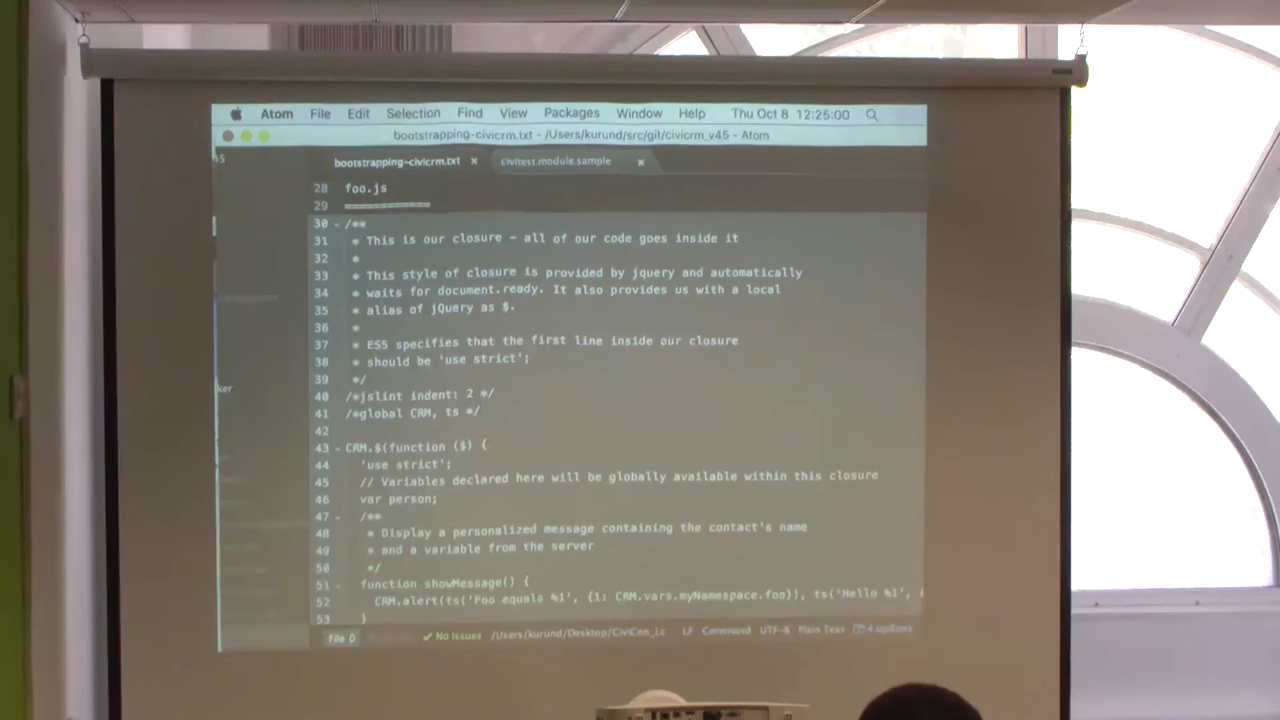 Atom File Edit Selection Find View Packages Window Help Thu Oct 8 12:25:00
bootstrapping-civicrm.txt - /Users/kurund/src/git/civicrm_v45 - Atom
bootstrapping-civicrm.txt × civitest.module.sample ×
28 foo.js
29 ============
30 /**
31 * This is our closure - all of our code goes inside it
32 *
33 * This style of closure is provided by jquery and automatically
34 * waits for document.ready. It also provides us with a local
35 * alias of jQuery as $.
36 *
37 * ES5 specifies that the first line inside our closure
38 * should be 'use strict';
39 */
40 /*jslint indent: 2 */
41 /*global CRM, ts */
42
43 CRM.$(function ($) {
44 'use strict';
45 // Variables declared here will be globally available within this closure
46 var person;
47 /**
48 * Display a personalized message containing the contact's name
49 * and a variable from the server
50 */
51 function showMessage() {
52 CRM.alert(ts('Foo equals %1', {1: CRM.vars.myNamespace.foo}), ts('Hello %1', {
53 }
ker
file 0 No Issues /Users/kurund/Desktop/CiviCon_Lc LF Command UTF-8 Plain Text 4 updates